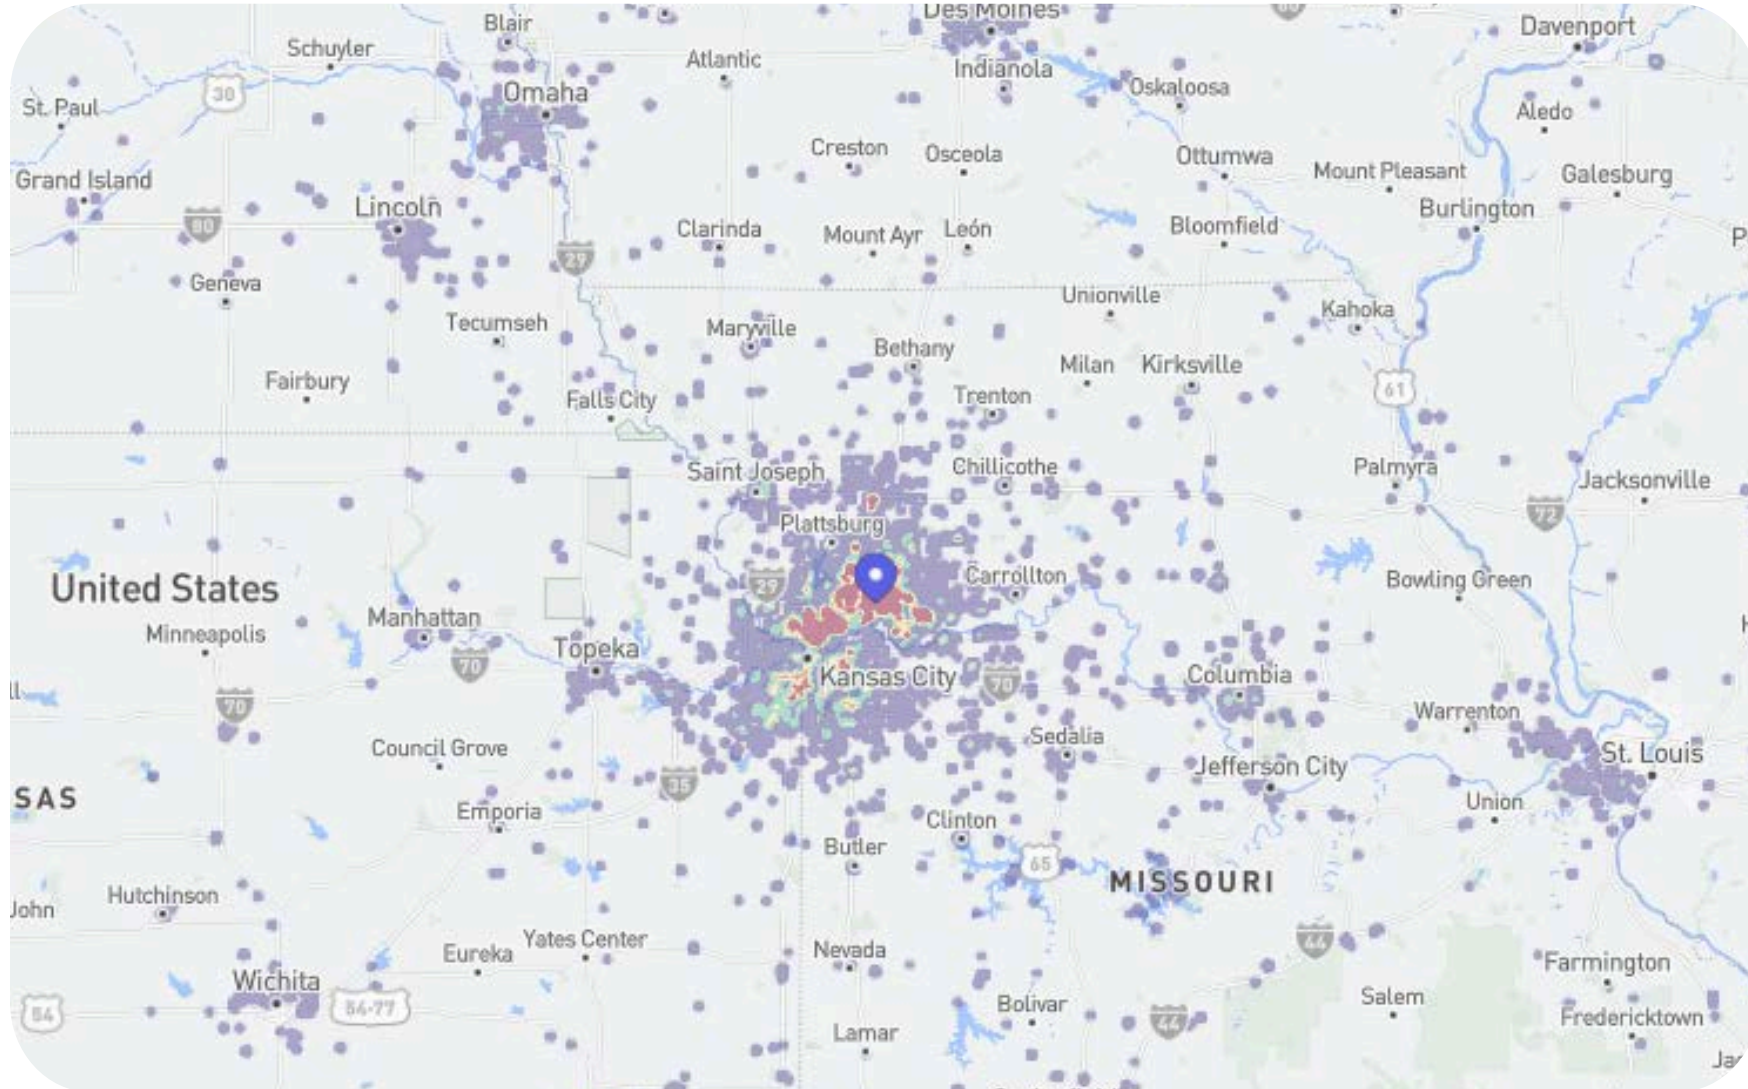 Des Moines
Blair
Davenport
Schuyler
Atlantic
Indianola
Oskaloosa
30
Omaha
St. Paul
Aledo
Creston
Osceola
Ottumwa
Mount Pleasant
Galesburg
Grand Island
Lincoln
Burlington
80
Clarinda
Mount Ayr
León
Bloomfield
P
29
Geneva
Unionville
Kahoka
Tecumseh
Maryville
Bethany
Milan
Kirksville
Fairbury
61
Falls City
Trenton
Saint Joseph
Chillicothe
Palmyra
Jacksonville
Plattsburg
72
United States
29
Carrollton
Bowling Green
Manhattan
Minneapolis
Topeka
70
Kansas City
70
Columbia
70
Warrenton
Council Grove
Sedalia
St. Louis
Jefferson City
35
SAS
Emporia
Clinton
Union
Butler
65
MISSOURI
Hutchinson
John
44
Eureka
Yates Center
Nevada
Farmington
Wichita
54
54-77
Bolivar
Salem
44
Lamar
Fredericktown